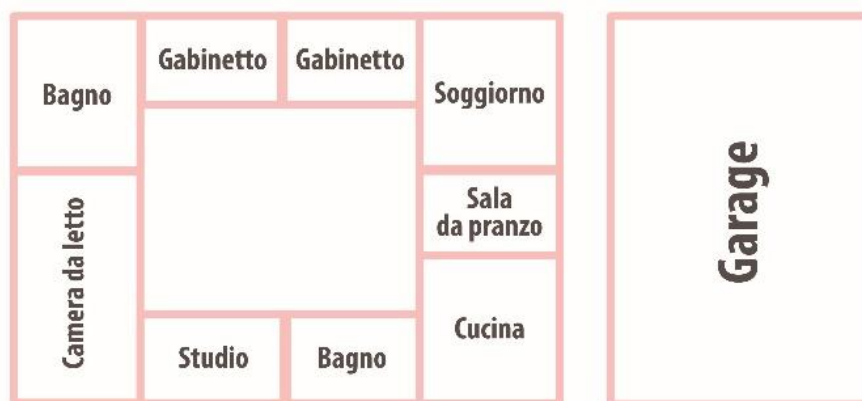 Bagno
Gabinetto
Gabinetto
Soggiorno
Camera da letto
Sala
da pranzo
Studio
Bagno
Cucina
Garage